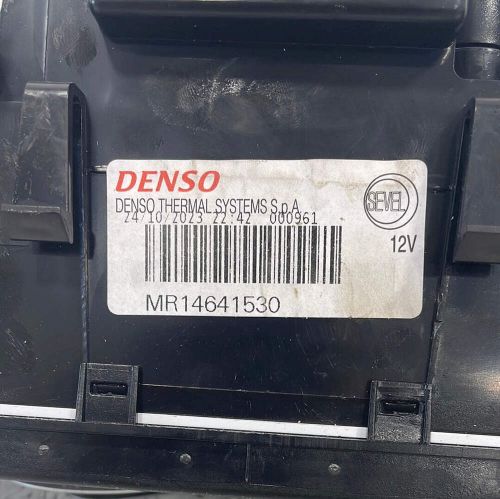 DENSO
DENSO THERMAL SYSTEMS S.p.A
24/10/2023 22:42 000961
SEVEL
12V
MR14641530